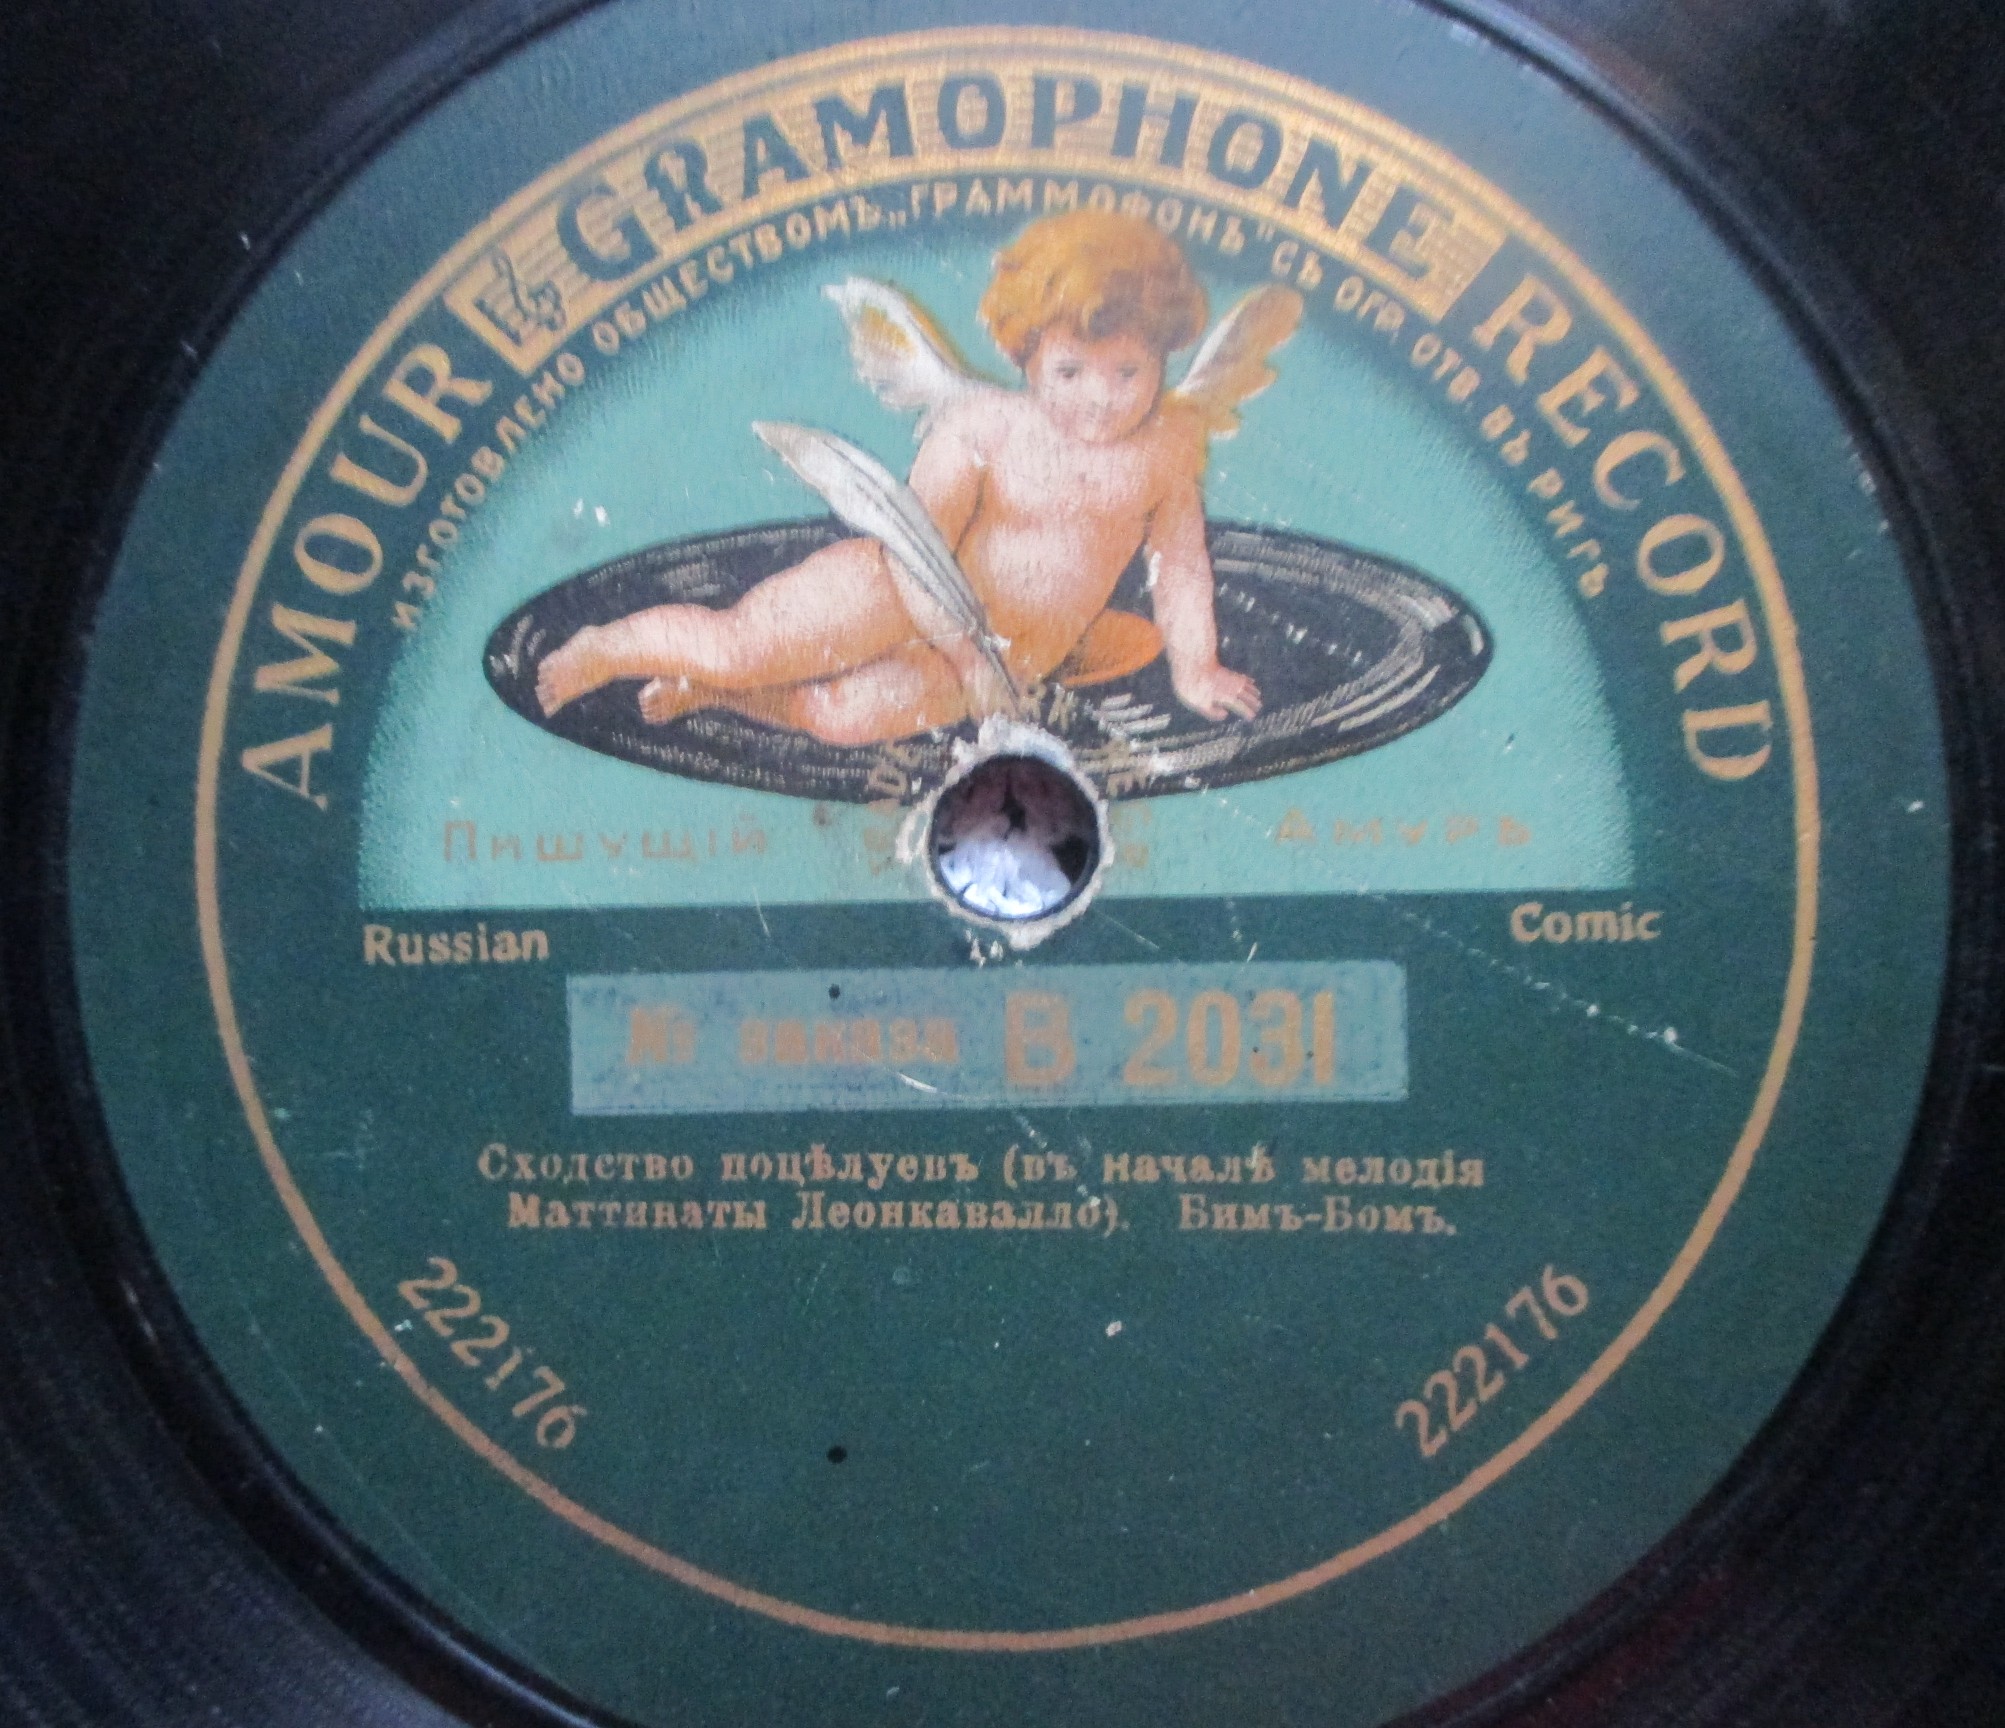 AMOUR GRAMOPHONE RECORD
ИЗГОТОВЛЕНО ОБЩЕСТВОМЪ „ГРАММОФОНЪ" СЪ ОГР. ОТВ. ВЪ РИГѢ
Пишущій Амуръ
Russian Comic
№ заказа В 2031
Сходство поцѣлуевъ (въ началѣ мелодія
Маттинаты Леонкавалло). Бимъ-Бомъ.
222176 222176